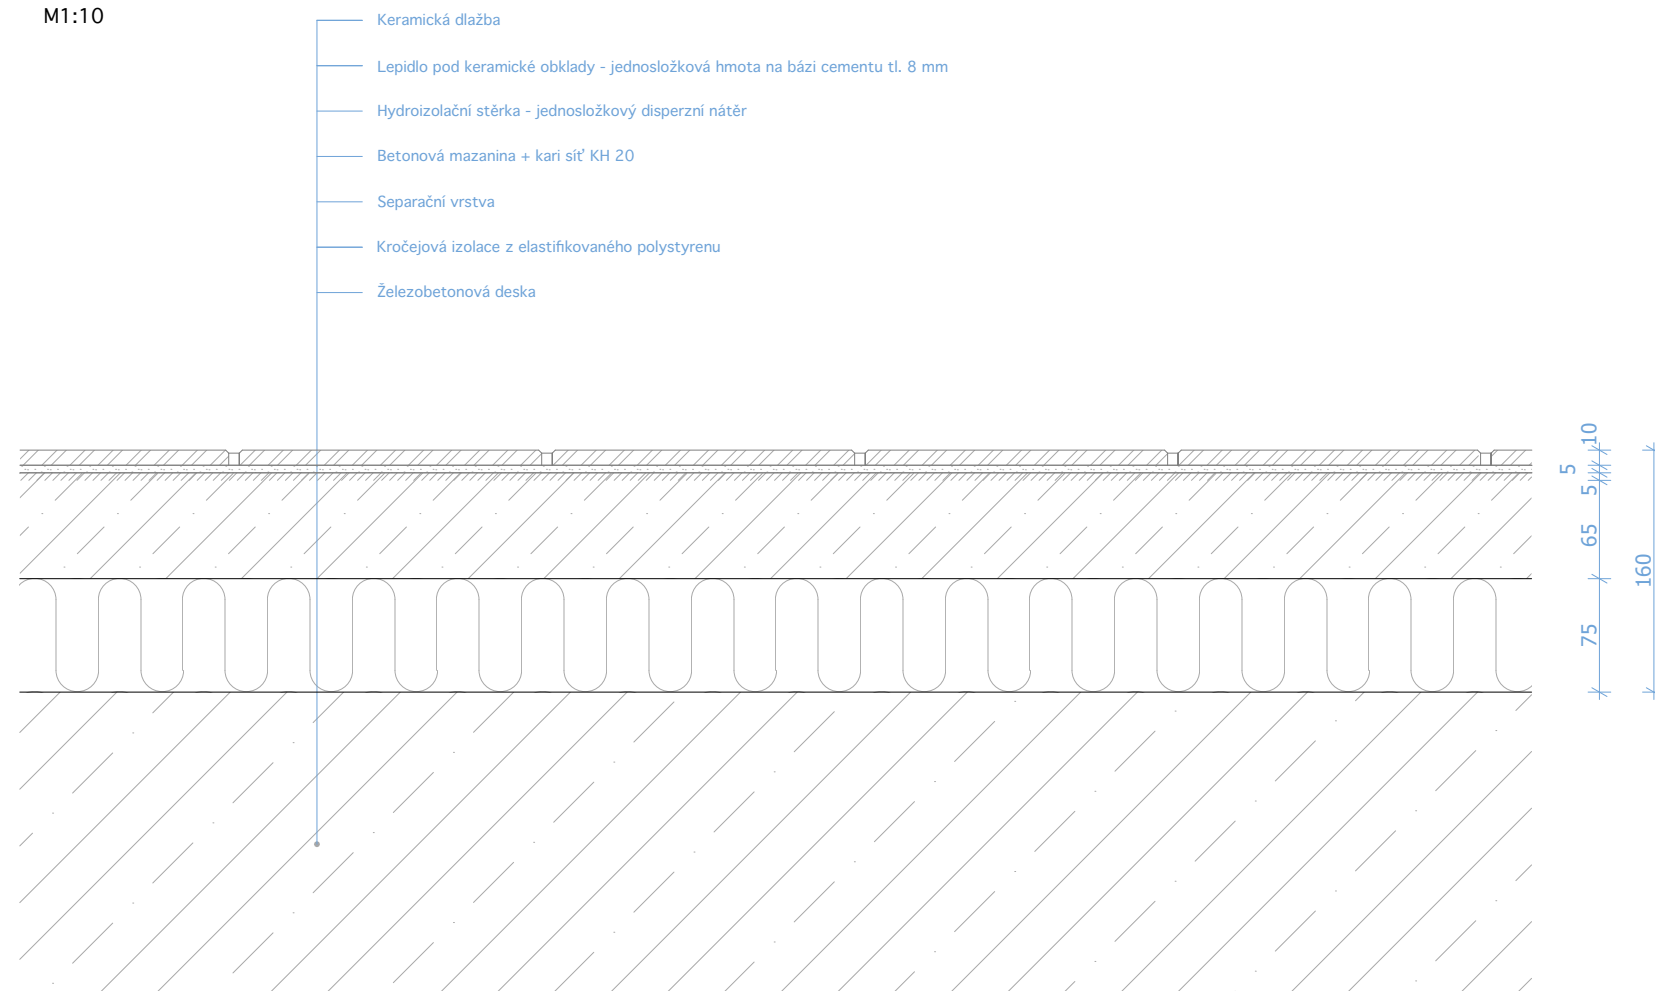 M1:10
Keramická dlažba
Lepidlo pod keramické obklady - jednosložková hmota na bázi cementu tl. 8 mm
Hydroizolační stěrka - jednosložkový disperzní nátěr
Betonová mazanina + kari síť KH 20
Separační vrstva
Kročejová izolace z elastifikovaného polystyrenu
Železobetonová deska
10
5
5
65
75
160